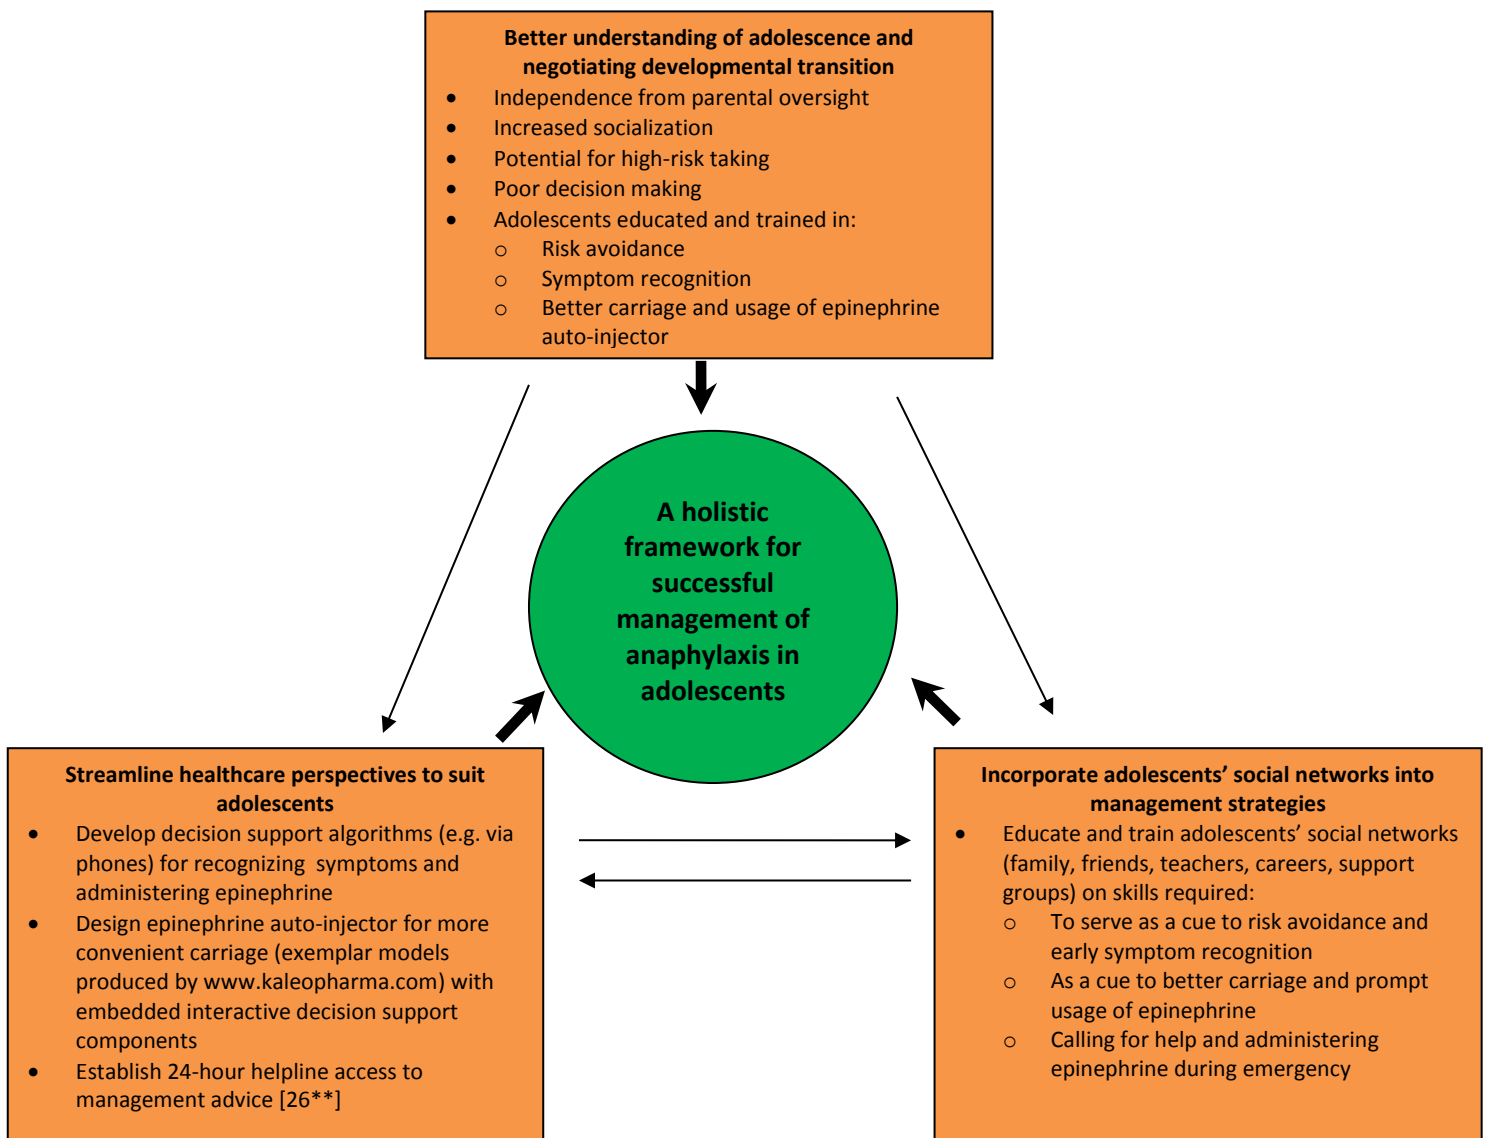 Better understanding of adolescence and
negotiating developmental transition
• Independence from parental oversight
• Increased socialization
• Potential for high-risk taking
• Poor decision making
• Adolescents educated and trained in:
o Risk avoidance
o Symptom recognition
o Better carriage and usage of epinephrine
auto-injector
A holistic
framework for
successful
management of
anaphylaxis in
adolescents
Streamline healthcare perspectives to suit
adolescents
• Develop decision support algorithms (e.g. via
phones) for recognizing  symptoms and
administering epinephrine
• Design epinephrine auto-injector for more
convenient carriage (exemplar models
produced by www.kaleopharma.com) with
embedded interactive decision support
components
• Establish 24-hour helpline access to
management advice [26**]
Incorporate adolescents’ social networks into
management strategies
• Educate and train adolescents’ social networks
(family, friends, teachers, careers, support
groups) on skills required:
o To serve as a cue to risk avoidance and
early symptom recognition
o As a cue to better carriage and prompt
usage of epinephrine
o Calling for help and administering
epinephrine during emergency